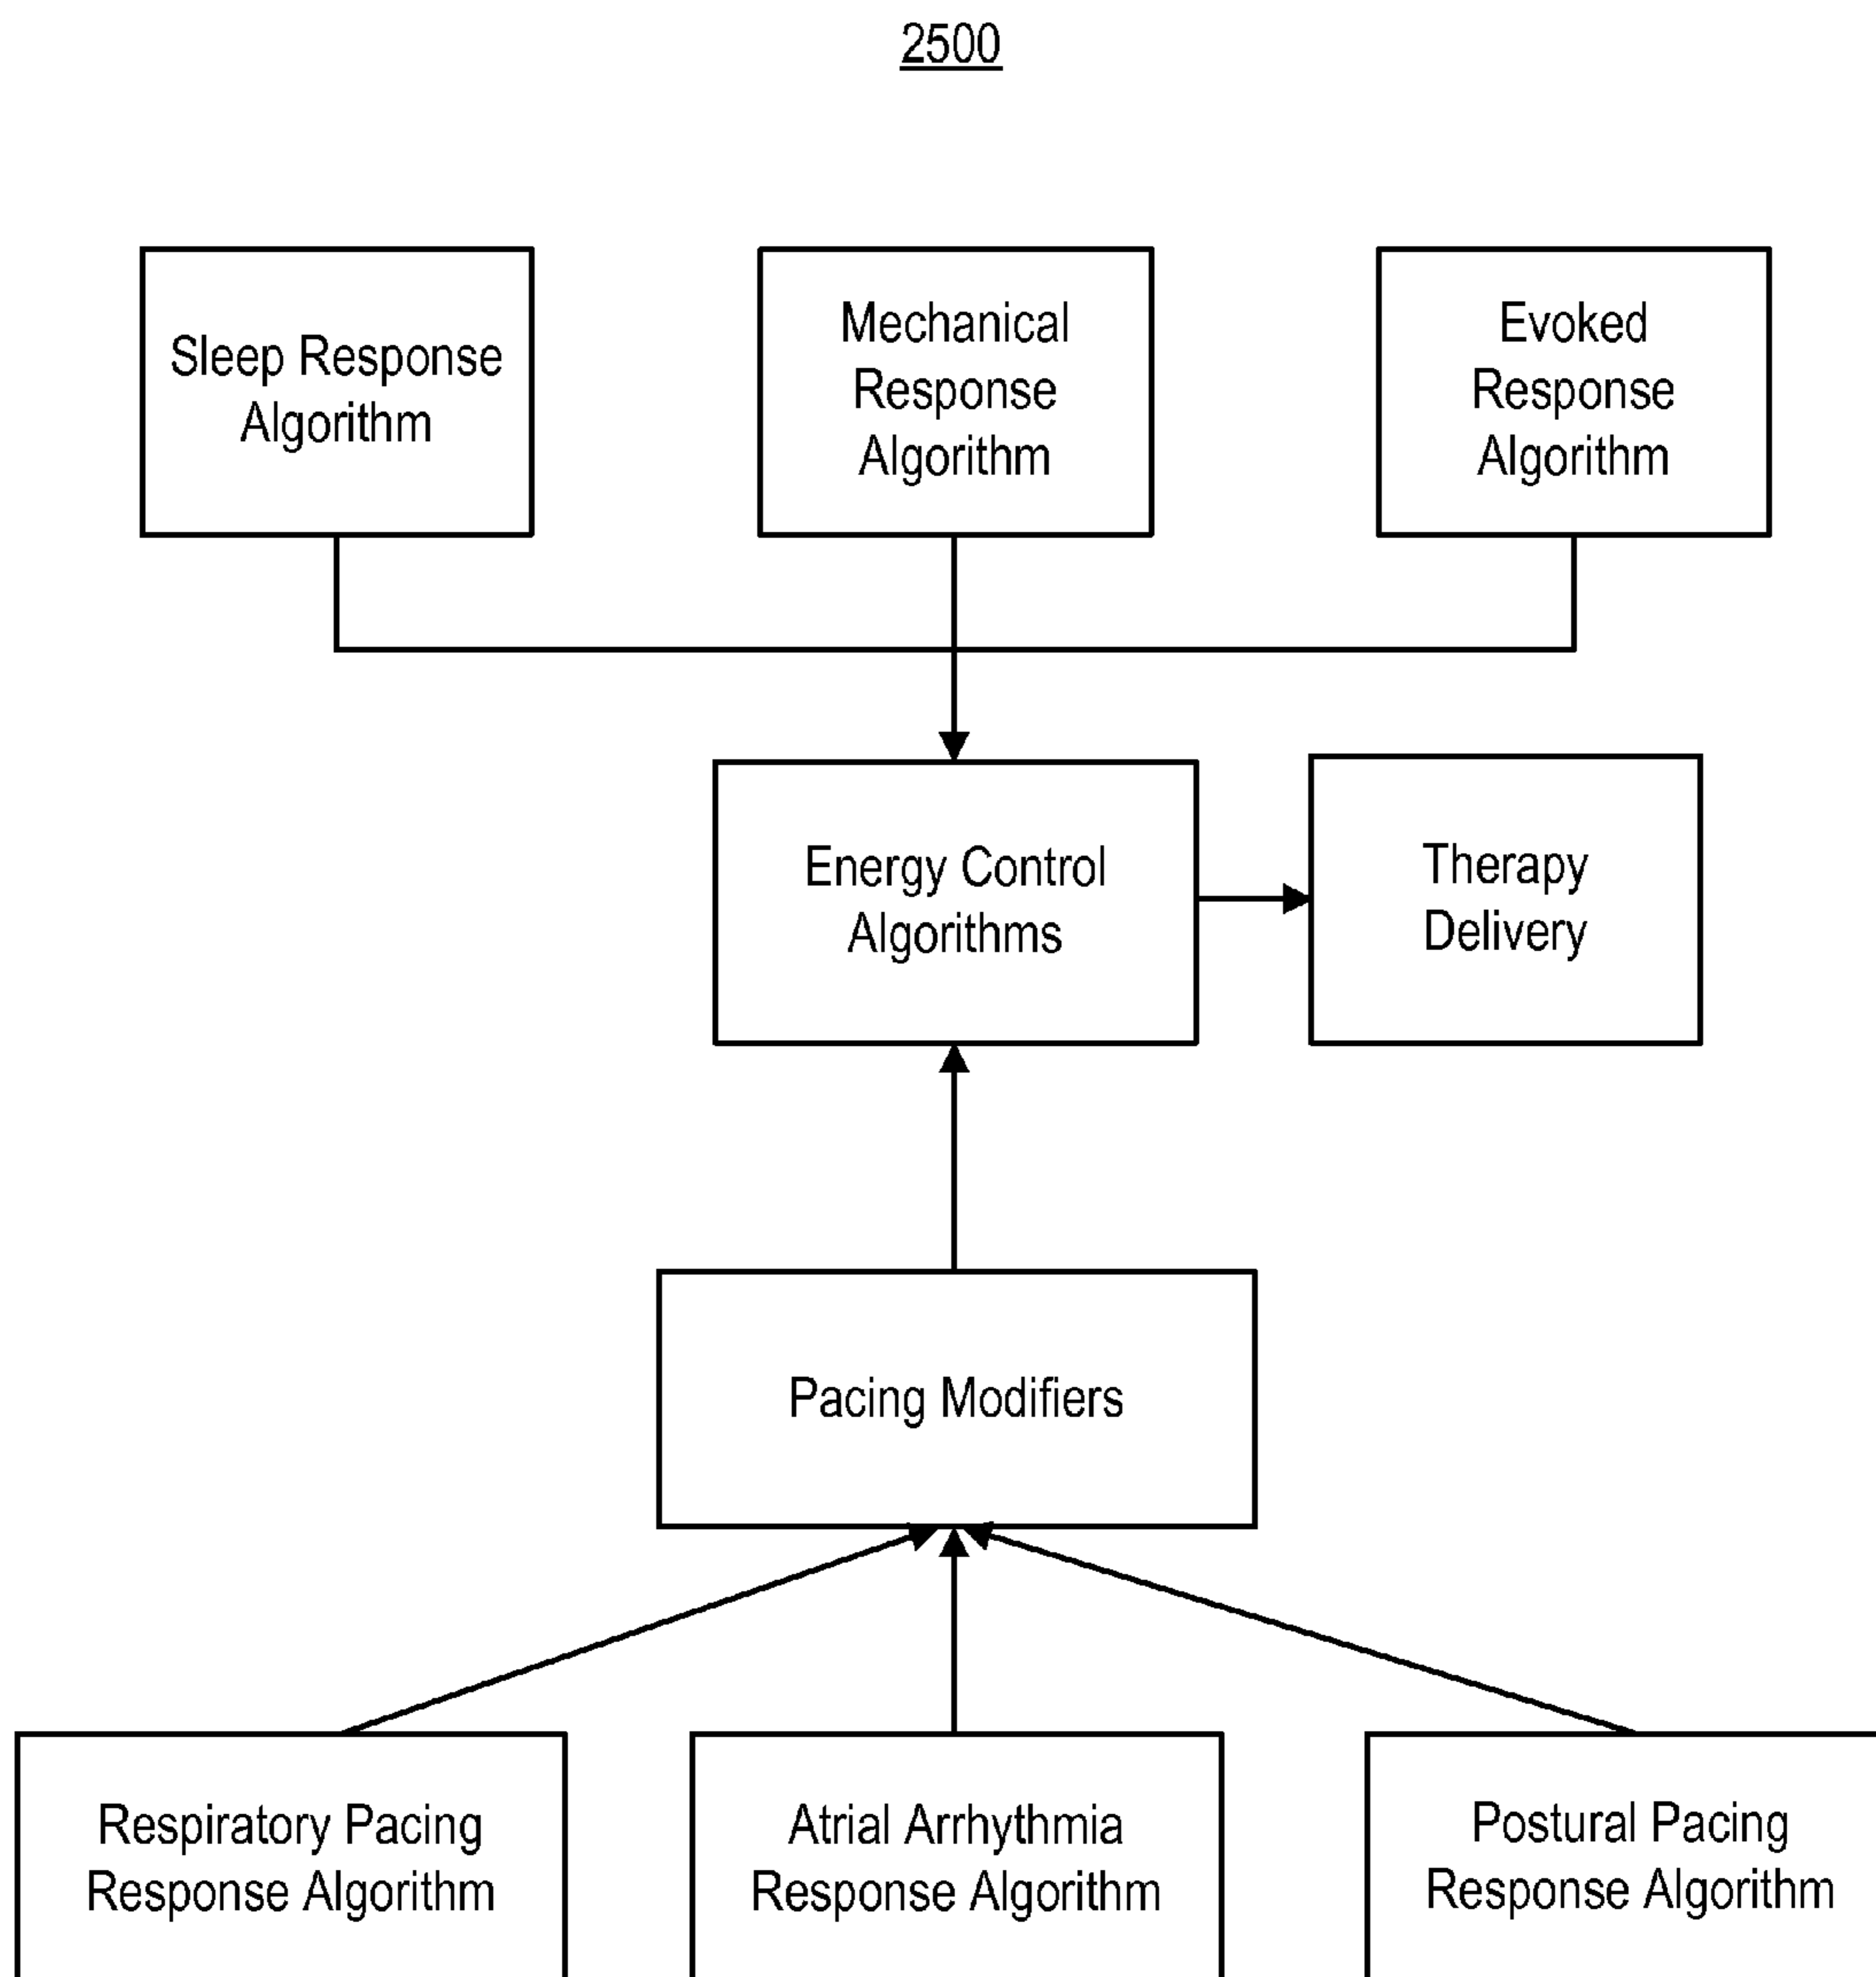 2500
Sleep Response
Algorithm
Mechanical
Response
Algorithm
Evoked
Response
Algorithm
Energy Control
Algorithms
Therapy
Delivery
Pacing Modifiers
Respiratory Pacing
Response Algorithm
Atrial Arrhythmia
Response Algorithm
Postural Pacing
Response Algorithm